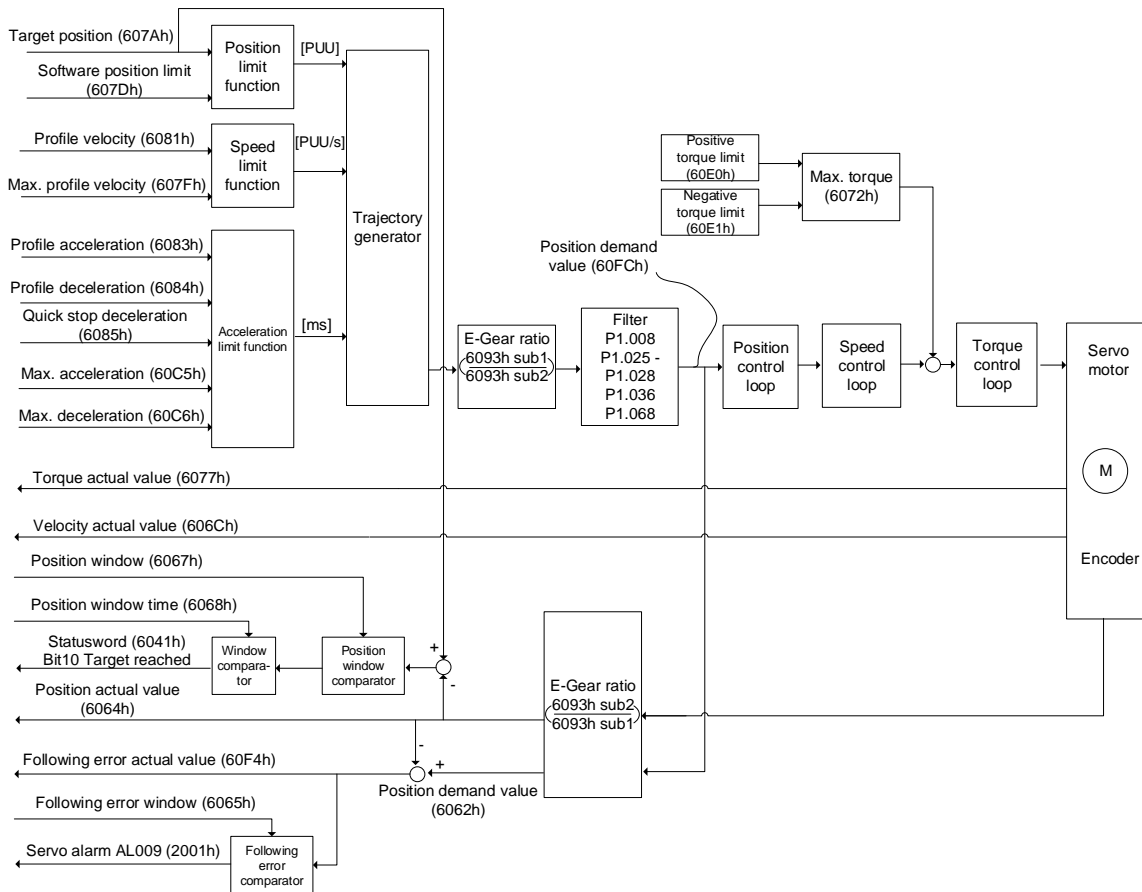 Target position (607Ah)
Software position limit
(607Dh)
Position
limit
function
[PUU]
Profile velocity (6081h)
Max. profile velocity (607Fh)
Speed
limit
function
[PUU/s]
Trajectory
generator
Profile acceleration (6083h)
Profile deceleration (6084h)
Quick stop deceleration
(6085h)
Max. acceleration (60C5h)
Max. deceleration (60C6h)
Acceleration
limit function
[ms]
E-Gear ratio
(6093h sub1
6093h sub2)
Filter
P1.008
P1.025 -
P1.028
P1.036
P1.068
Position demand
value (60FCh)
Positive
torque limit
(60E0h)
Negative
torque limit
(60E1h)
Max. torque
(6072h)
Position
control
loop
Speed
control
loop
Torque
control
loop
Servo
motor
M
Encoder
Torque actual value (6077h)
Velocity actual value (606Ch)
Position window (6067h)
Position window time (6068h)
Statusword (6041h)
Bit10 Target reached
Window
compara-
tor
Position
window
comparator
+
-
Position actual value
(6064h)
E-Gear ratio
(6093h sub2
6093h sub1)
-
+
Following error actual value (60F4h)
Position demand value
(6062h)
Following error window (6065h)
Servo alarm AL009 (2001h)
Following
error
comparator